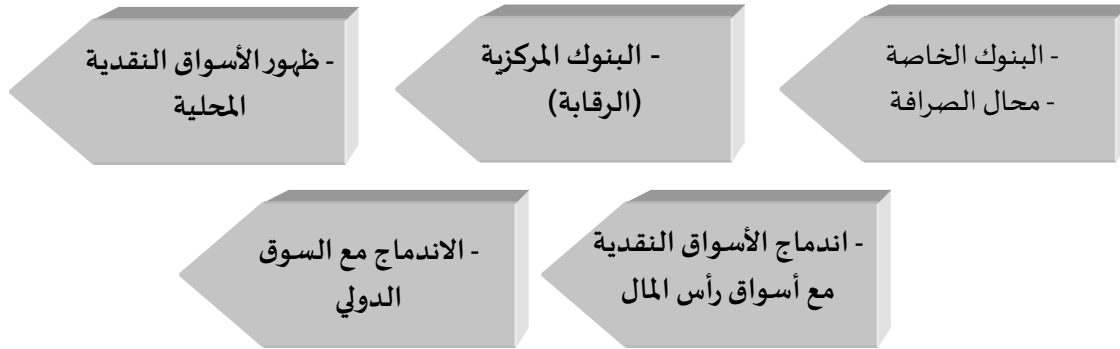 - البنوك الخاصة
- محال الصرافة
- البنوك المركزية
(الرقابة)
- ظهور الأسواق النقدية
المحلية
- اندماج الأسواق النقدية
مع أسواق رأس المال
- الاندماج مع السوق
الدولي